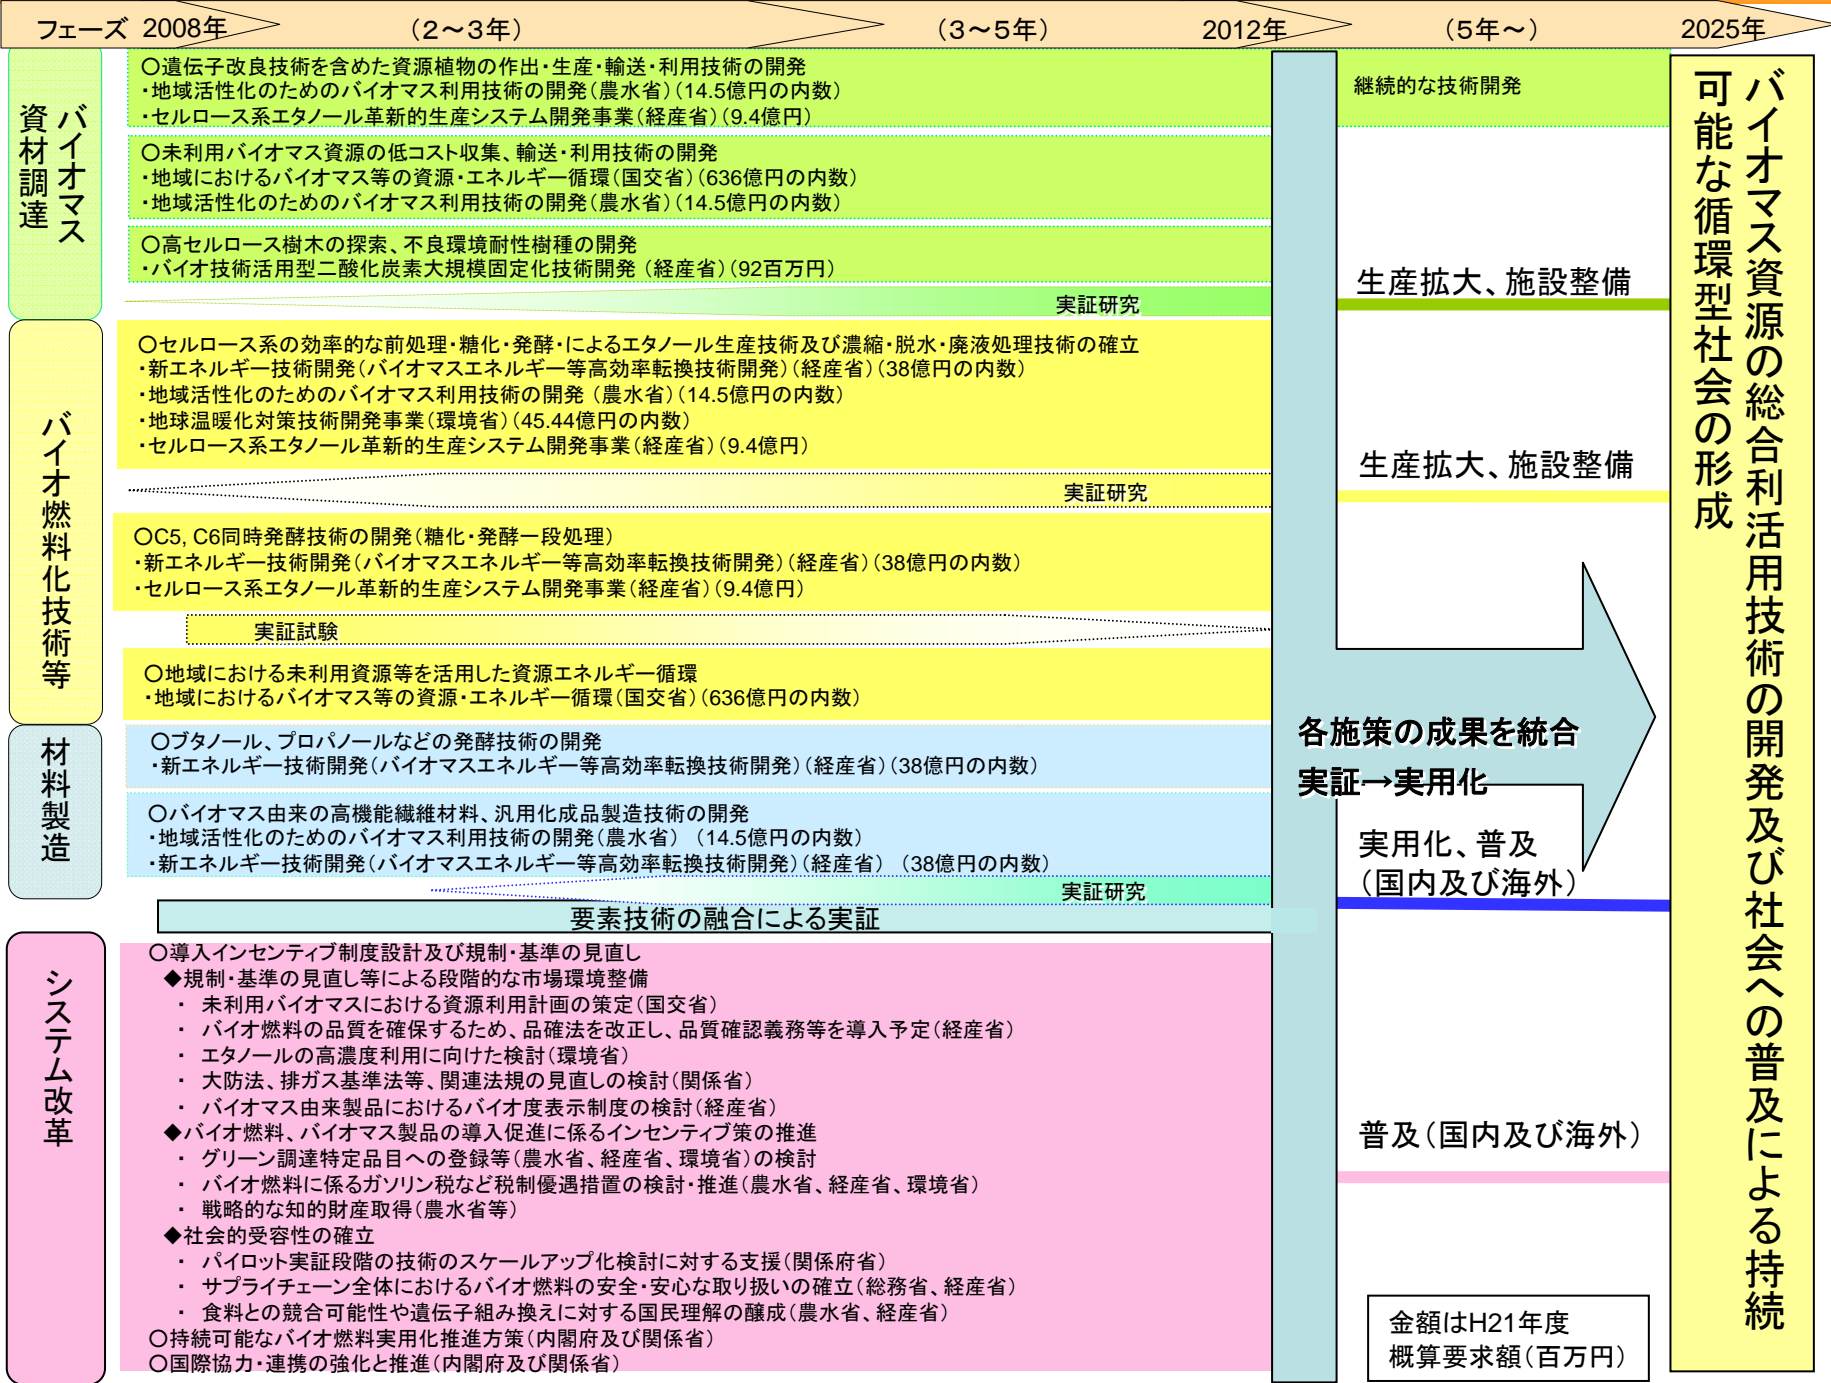 フェーズ 2008年 (2～3年) (3～5年) 2012年 (5年～) 2025年
バイオマス
資材調達
〇遺伝子改良技術を含めた資源植物の作出・生産・輸送・利用技術の開発
・地域活性化のためのバイオマス利用技術の開発(農水省)(14.5億円の内数)
・セルロース系エタノール革新的生産システム開発事業(経産省)(9.4億円)
継続的な技術開発
〇未利用バイオマス資源の低コスト収集、輸送・利用技術の開発
・地域におけるバイオマス等の資源・エネルギー循環(国交省)(636億円の内数)
・地域活性化のためのバイオマス利用技術の開発(農水省)(14.5億円の内数)
〇高セルロース樹木の探索、不良環境耐性樹種の開発
・バイオ技術活用型二酸化炭素大規模固定化技術開発 (経産省)(92百万円)
実証研究
生産拡大、施設整備
バイオ燃料化技術等
〇セルロース系の効率的な前処理・糖化・発酵・によるエタノール生産技術及び濃縮・脱水・廃液処理技術の確立
・新エネルギー技術開発(バイオマスエネルギー等高効率転換技術開発)(経産省)(38億円の内数)
・地域活性化のためのバイオマス利用技術の開発 (農水省)(14.5億円の内数)
・地球温暖化対策技術開発事業(環境省)(45.44億円の内数)
・セルロース系エタノール革新的生産システム開発事業(経産省)(9.4億円)
実証研究
生産拡大、施設整備
〇C5, C6同時発酵技術の開発(糖化・発酵一段処理)
・新エネルギー技術開発(バイオマスエネルギー等高効率転換技術開発)(経産省)(38億円の内数)
・セルロース系エタノール革新的生産システム開発事業(経産省)(9.4億円)
実証試験
〇地域における未利用資源等を活用した資源エネルギー循環
・地域におけるバイオマス等の資源・エネルギー循環(国交省)(636億円の内数)
材料製造
〇ブタノール、プロパノールなどの発酵技術の開発
・新エネルギー技術開発(バイオマスエネルギー等高効率転換技術開発)(経産省)(38億円の内数)
〇バイオマス由来の高機能繊維材料、汎用化成品製造技術の開発
・地域活性化のためのバイオマス利用技術の開発(農水省) (14.5億円の内数)
・新エネルギー技術開発(バイオマスエネルギー等高効率転換技術開発)(経産省) (38億円の内数)
実証研究
要素技術の融合による実証
各施策の成果を統合
実証→実用化
実用化、普及
(国内及び海外)
システム改革
〇導入インセンティブ制度設計及び規制・基準の見直し
◆規制・基準の見直し等による段階的な市場環境整備
・ 未利用バイオマスにおける資源利用計画の策定(国交省)
・ バイオ燃料の品質を確保するため、品確法を改正し、品質確認義務等を導入予定(経産省)
・ エタノールの高濃度利用に向けた検討(環境省)
・ 大防法、排ガス基準法等、関連法規の見直しの検討(関係省)
・ バイオマス由来製品におけるバイオ度表示制度の検討(経産省)
◆バイオ燃料、バイオマス製品の導入促進に係るインセンティブ策の推進
・ グリーン調達特定品目への登録等(農水省、経産省、環境省)の検討
・ バイオ燃料に係るガソリン税など税制優遇措置の検討・推進(農水省、経産省、環境省)
・ 戦略的な知的財産取得(農水省等)
◆社会的受容性の確立
・ パイロット実証段階の技術のスケールアップ化検討に対する支援(関係府省)
・ サプライチェーン全体におけるバイオ燃料の安全・安心な取り扱いの確立(総務省、経産省)
・ 食料との競合可能性や遺伝子組み換えに対する国民理解の醸成(農水省、経産省)
〇持続可能なバイオ燃料実用化推進方策(内閣府及び関係省)
〇国際協力・連携の強化と推進(内閣府及び関係省)
普及(国内及び海外)
金額はH21年度
概算要求額(百万円)
バイオマス資源の総合利活用技術の開発及び社会への普及による持続
可能な循環型社会の形成